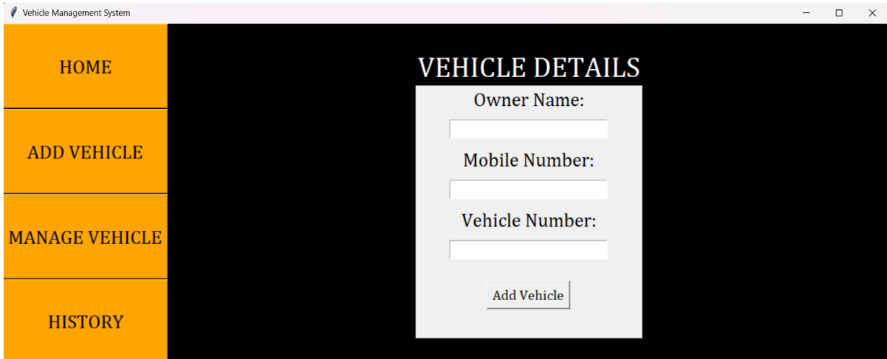 Vehicle Management System
HOME
ADD VEHICLE
MANAGE VEHICLE
HISTORY
VEHICLE DETAILS
Owner Name:
Mobile Number:
Vehicle Number:
Add Vehicle